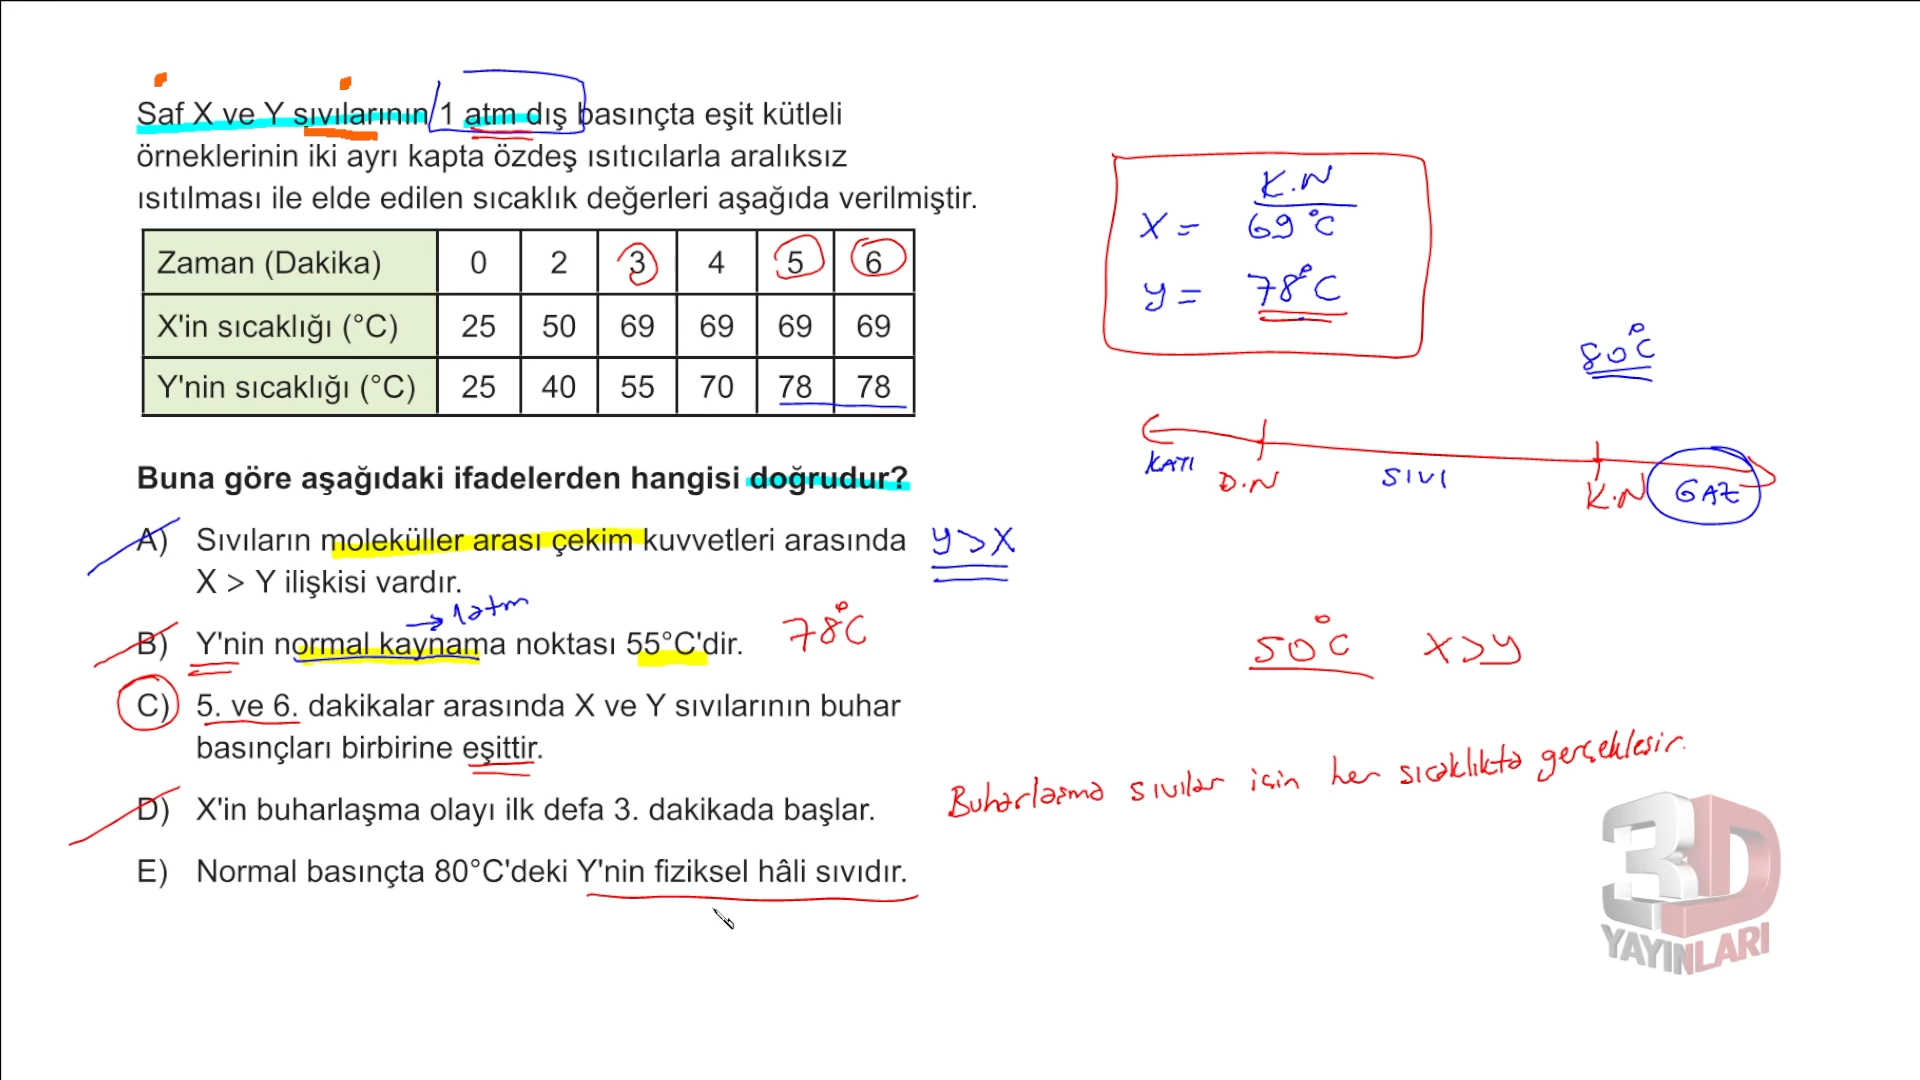 Saf X ve Y sıvılarının 1 atm dış basınçta eşit kütleli
örneklerinin iki ayrı kapta özdeş ısıtıcılarla aralıksız
ısıtılması ile elde edilen sıcaklık değerleri aşağıda verilmiştir.
Zaman (Dakika) 0 2 3 4 5 6
X'in sıcaklığı (°C) 25 50 69 69 69 69
Y'nin sıcaklığı (°C) 25 40 55 70 78 78
K.N
X = 69°C
y = 78°C
80°C
KATI D.N SIVI K.N GAZ
Buna göre aşağıdaki ifadelerden hangisi doğrudur?
A) Sıvıların moleküller arası çekim kuvvetleri arasında y>X
X > Y ilişkisi vardır.
→ 1atm
B) Y'nin normal kaynama noktası 55°C'dir. 78°C
50°C X>y
C) 5. ve 6. dakikalar arasında X ve Y sıvılarının buhar
basınçları birbirine eşittir.
Buharlaşma sıvılar için her sıcaklıkta gerçekleşir.
D) X'in buharlaşma olayı ilk defa 3. dakikada başlar.
E) Normal basınçta 80°C'deki Y'nin fiziksel hâli sıvıdır.
3D
YAYINLARI